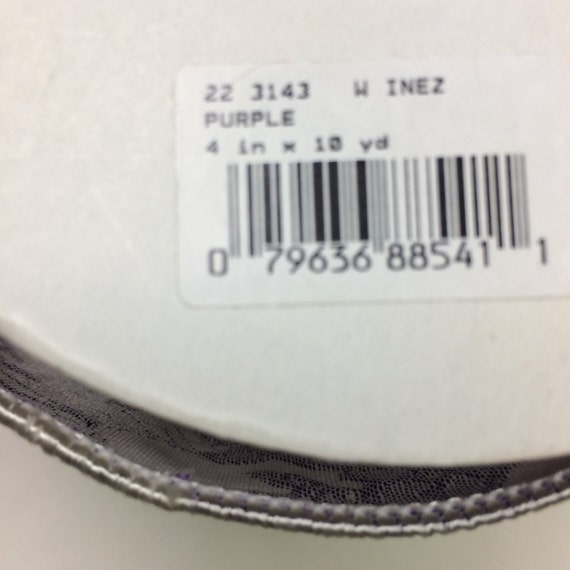 22 3143 W INEZ
PURPLE
4 in x 10 yd
0 79636 88541 1